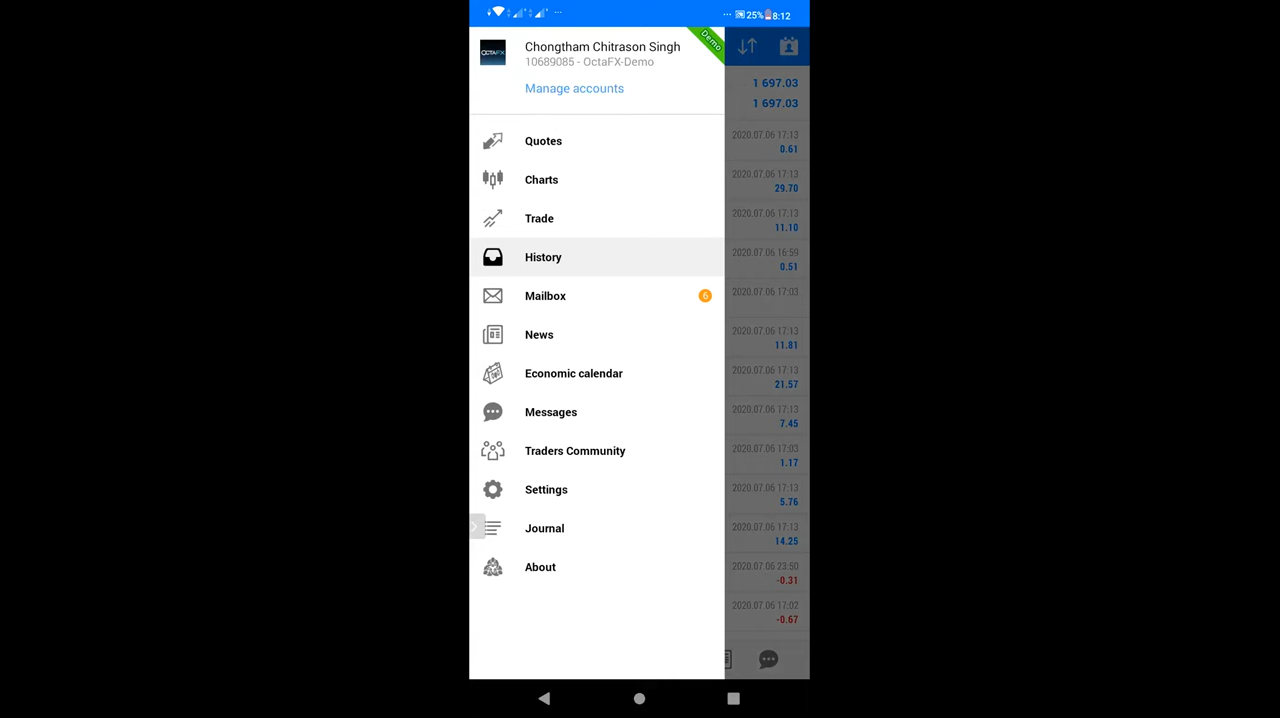 25% 8:12
OCTAFX
Chongtham Chitrason Singh
10689085 - OctaFX-Demo
Manage accounts
Demo
Quotes
Charts
Trade
History
Mailbox
6
News
Economic calendar
Messages
Traders Community
Settings
Journal
About
1 697.03
1 697.03
2020.07.06 17:13
0.61
2020.07.06 17:13
29.70
2020.07.06 17:13
11.10
2020.07.06 16:59
0.51
2020.07.06 17:03
2020.07.06 17:13
11.81
2020.07.06 17:13
21.57
2020.07.06 17:13
7.45
2020.07.06 17:03
1.17
2020.07.06 17:13
5.76
2020.07.06 17:13
14.25
2020.07.06 23:50
-0.31
2020.07.06 17:02
-0.67